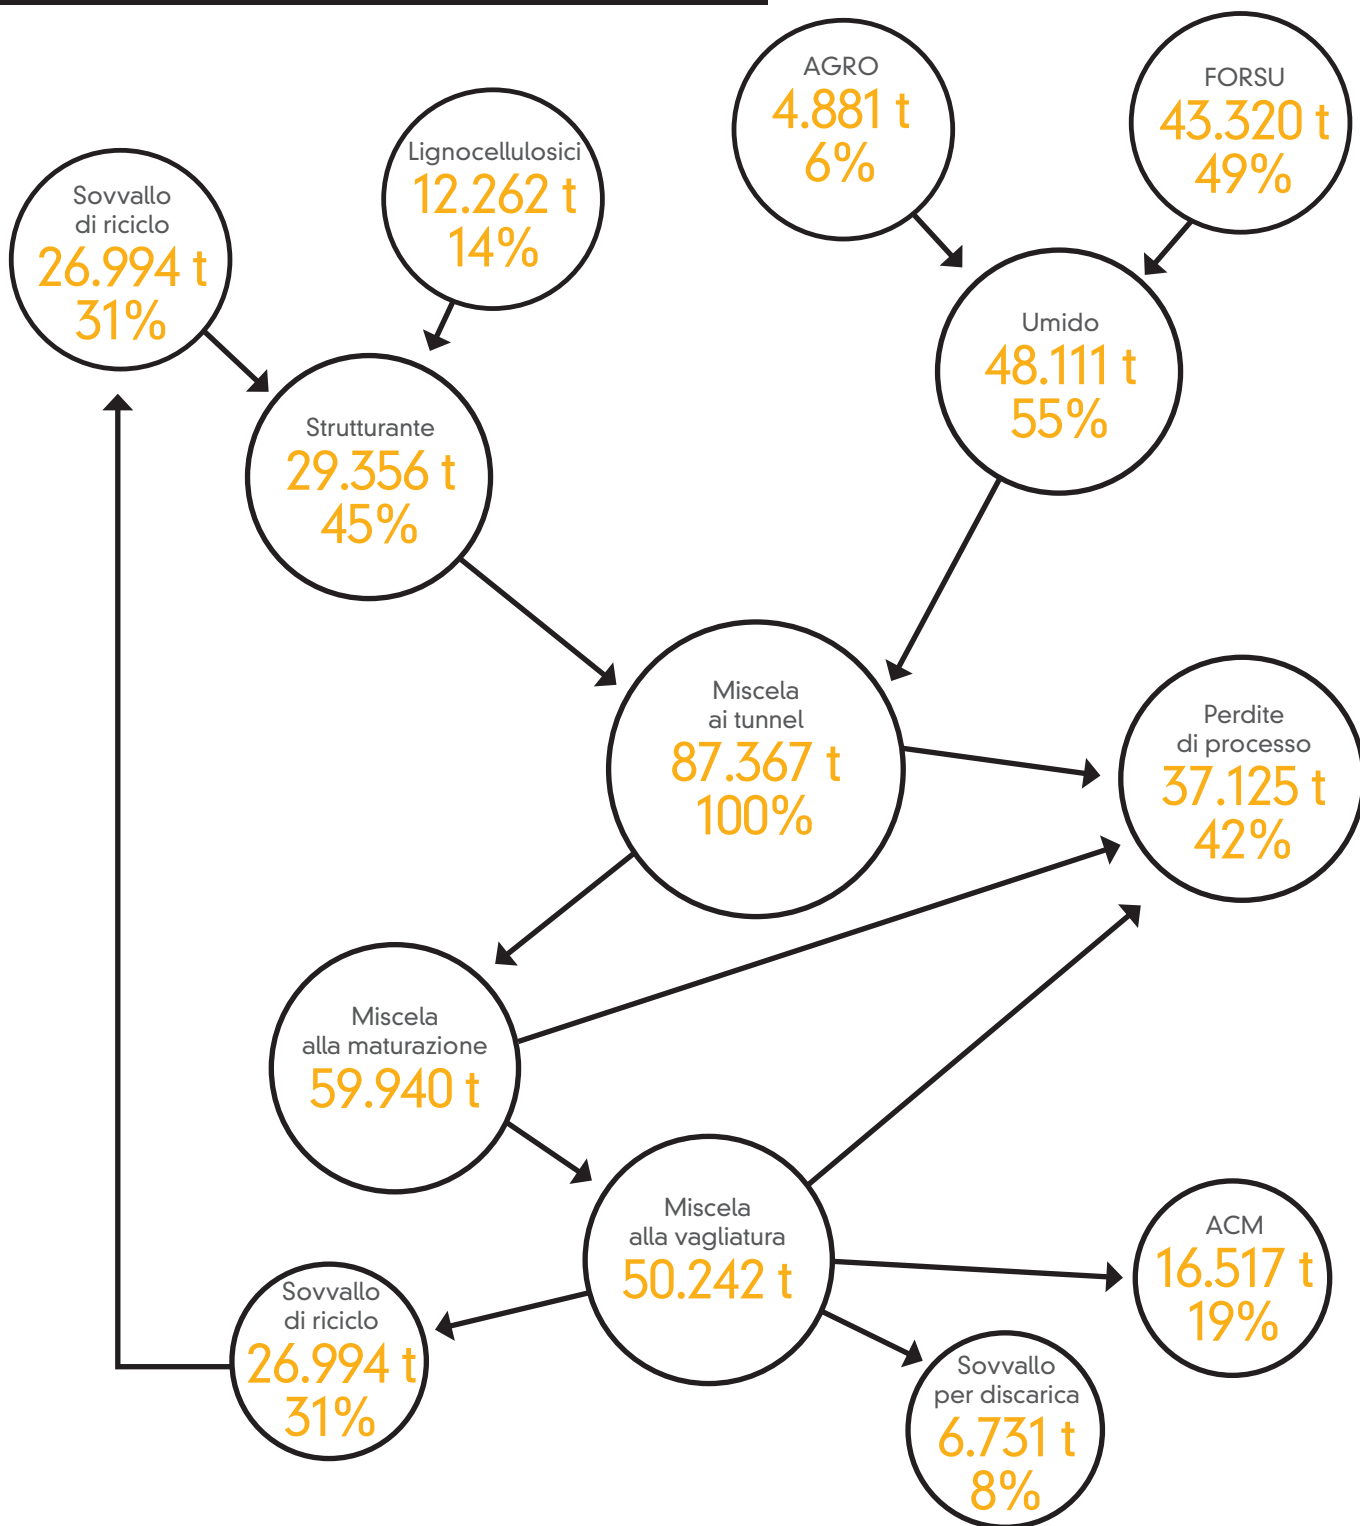 AGRO
4.881 t
6%
FORSU
43.320 t
49%
Lignocellulosici
12.262 t
14%
Sovvallo
di riciclo
26.994 t
31%
Umido
48.111 t
55%
Strutturante
29.356 t
45%
Miscela
ai tunnel
87.367 t
100%
Perdite
di processo
37.125 t
42%
Miscela
alla maturazione
59.940 t
Miscela
alla vagliatura
50.242 t
ACM
16.517 t
19%
Sovvallo
di riciclo
26.994 t
31%
Sovvallo
per discarica
6.731 t
8%